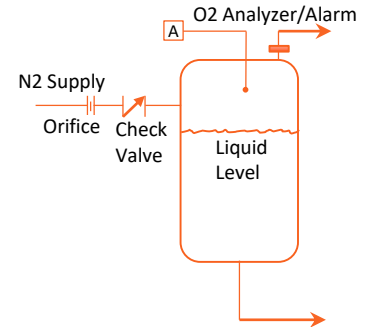 O2 Analyzer/Alarm
A
N2 Supply
Orifice
Check
Valve
Liquid
Level